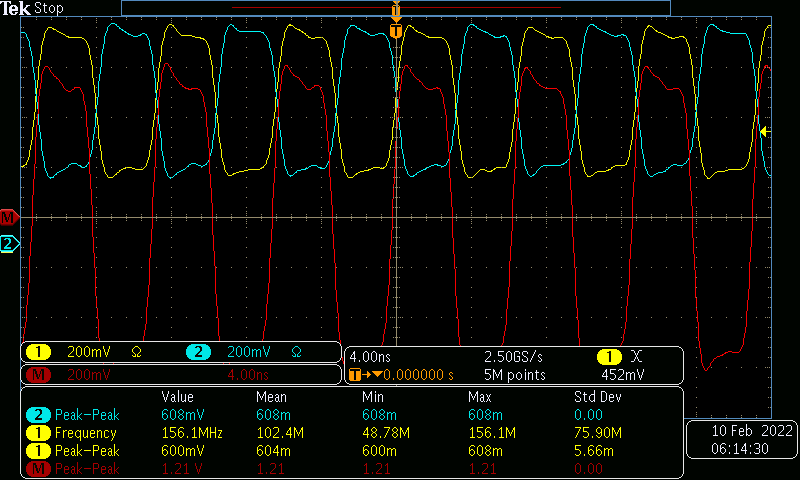 Tek Stop
T
T
M
2
1 200mV Ω 2 200mV Ω
M 200mV 4.00ns
4.00ns 2.50GS/s 1
T 0.000000 s 5M points 452mV
Value Mean Min Max Std Dev
2 Peak-Peak 608mV 608m 608m 608m 0.00
1 Frequency 156.1MHz 102.4M 48.78M 156.1M 75.90M
1 Peak-Peak 600mV 604m 600m 608m 5.66m
M Peak-Peak 1.21 V 1.21 1.21 1.21 0.00
10 Feb 2022
06:14:30